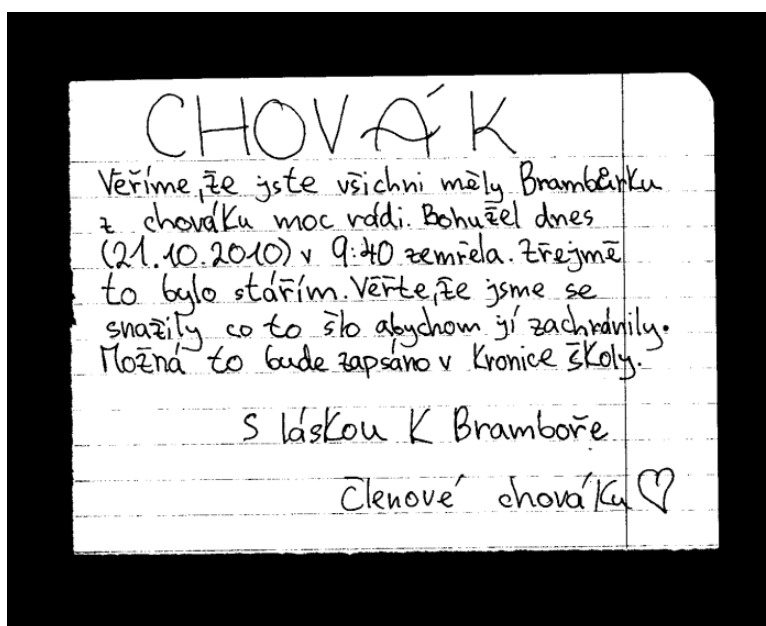 CHOVÁK
Věříme, že jste všichni měly Brambůrku
z chováku moc rádi. Bohužel dnes
(21.10.2010) v 9:40 zemřela. Zřejmě
to bylo stářím. Věřte, že jsme se
snažily co to šlo abychom jí zachránily.
Možná to bude zapsáno v Kronice školy.
S láskou K Bramboře
Členové chováku ♡